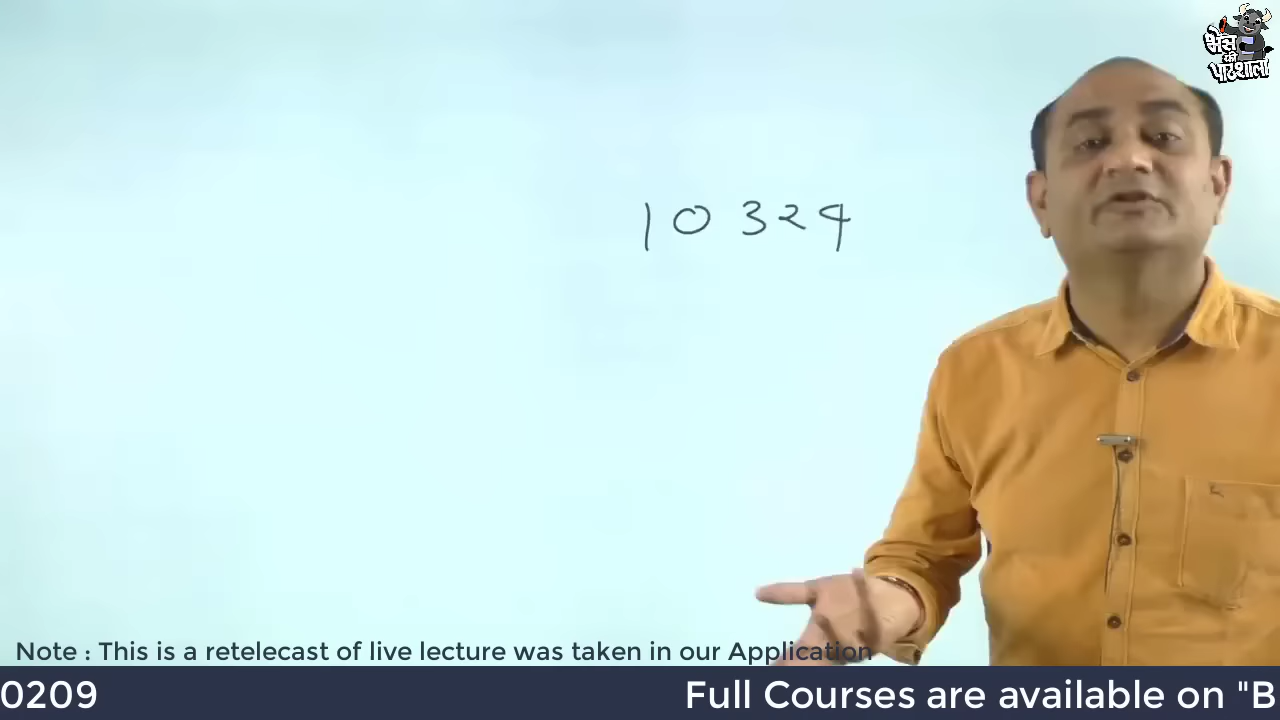 भैंस
की
पाठशाला
10324
Note : This is a retelecast of live lecture was taken in our Application
0209 Full Courses are available on "B